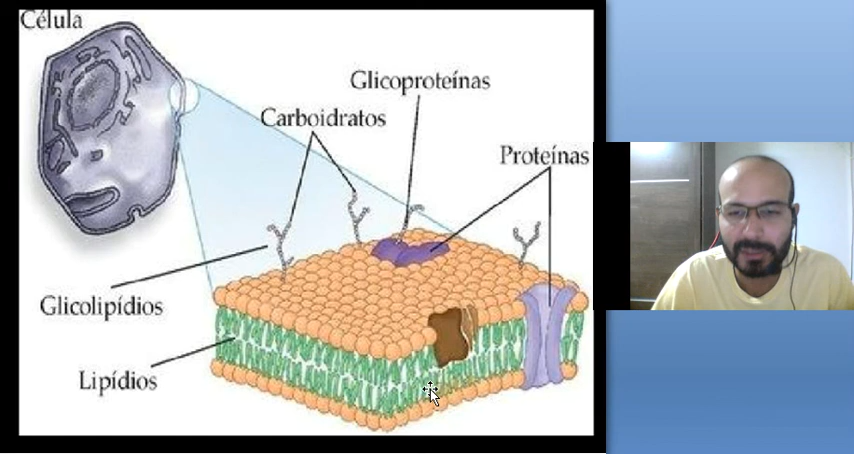 Célula
Glicoproteínas
Carboidratos
Proteínas
Glicolipídios
Lipídios